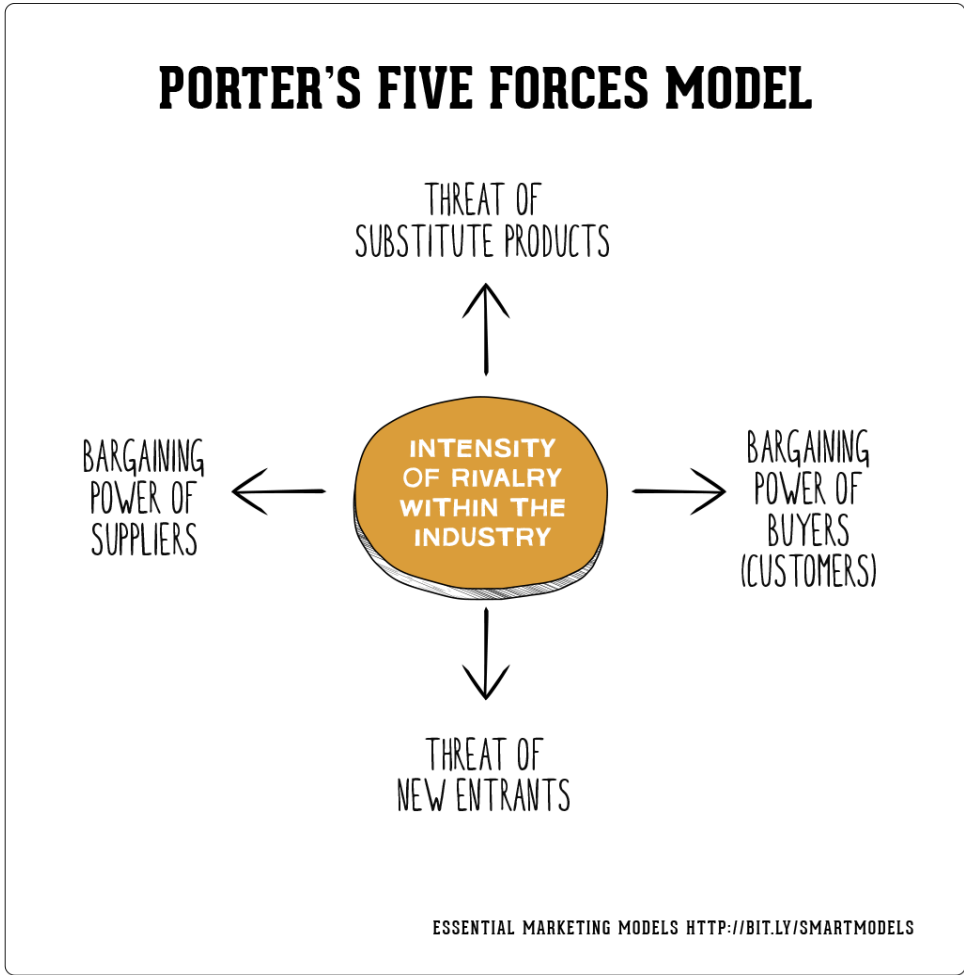 PORTER'S FIVE FORCES MODEL
THREAT OF
SUBSTITUTE PRODUCTS
BARGAINING
POWER OF
SUPPLIERS
INTENSITY
OF RIVALRY
WITHIN THE
INDUSTRY
BARGAINING
POWER OF
BUYERS
(CUSTOMERS)
THREAT OF
NEW ENTRANTS
ESSENTIAL MARKETING MODELS HTTP://BIT.LY/SMARTMODELS